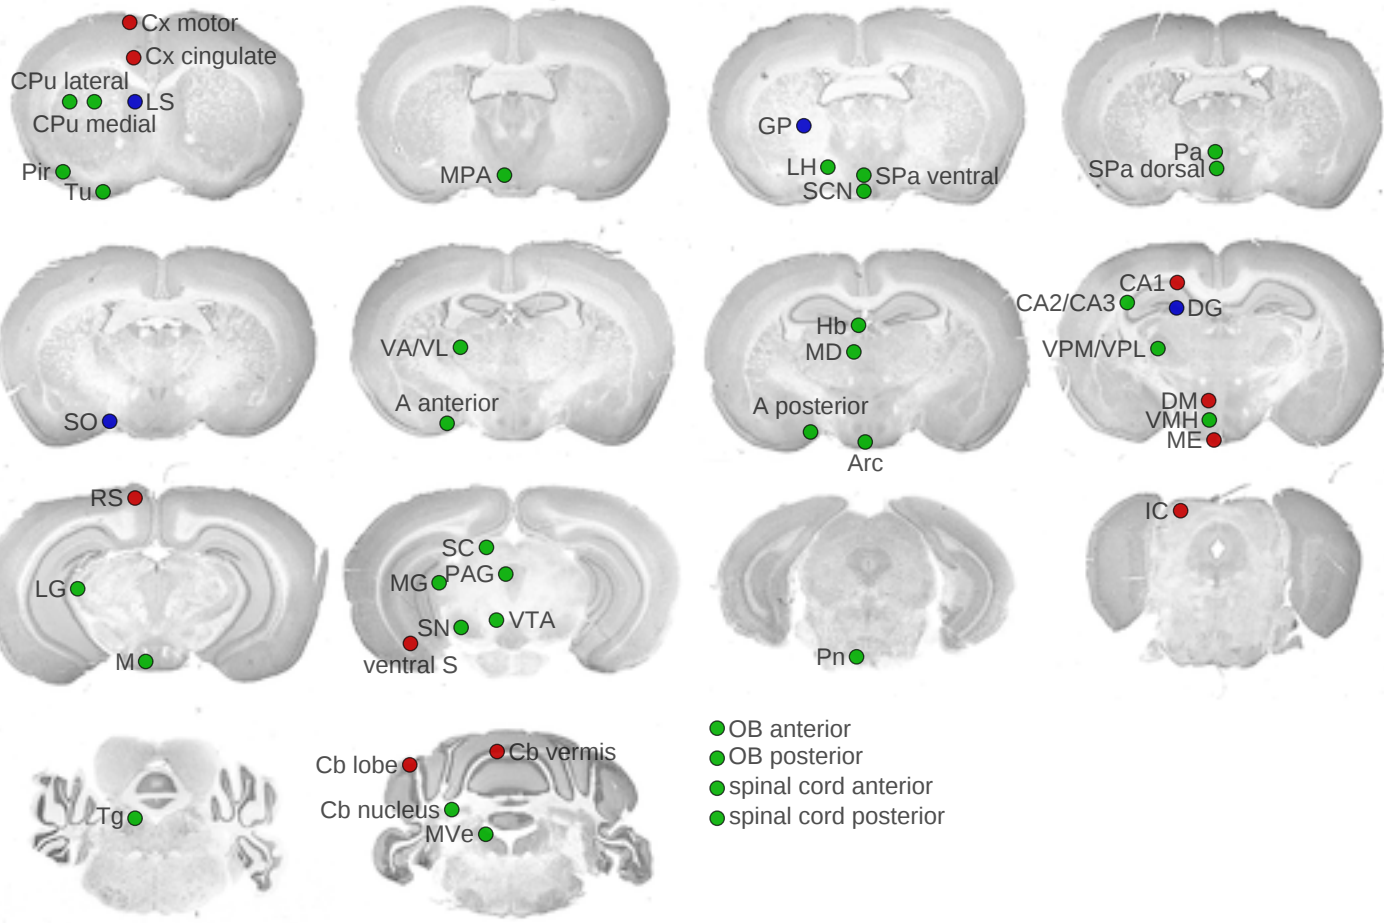 Cx motor
Cx cingulate
CPu lateral
LS
CPu medial
Pir
Tu
MPA
GP
LH
SPa ventral
SCN
Pa
SPa dorsal
SO
VA/VL
A anterior
Hb
MD
A posterior
Arc
CA1
CA2/CA3
DG
VPM/VPL
DM
VMH
ME
RS
LG
M
SC
MG
PAG
SN
VTA
ventral S
Pn
IC
Tg
Cb lobe
Cb vermis
Cb nucleus
MVe
OB anterior
OB posterior
spinal cord anterior
spinal cord posterior